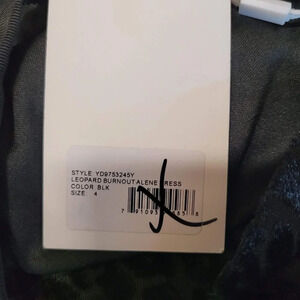 STYLE: YD9753245Y
LEOPARD BURNOUT ALENE DRESS
COLOR: BLK
SIZE: 4